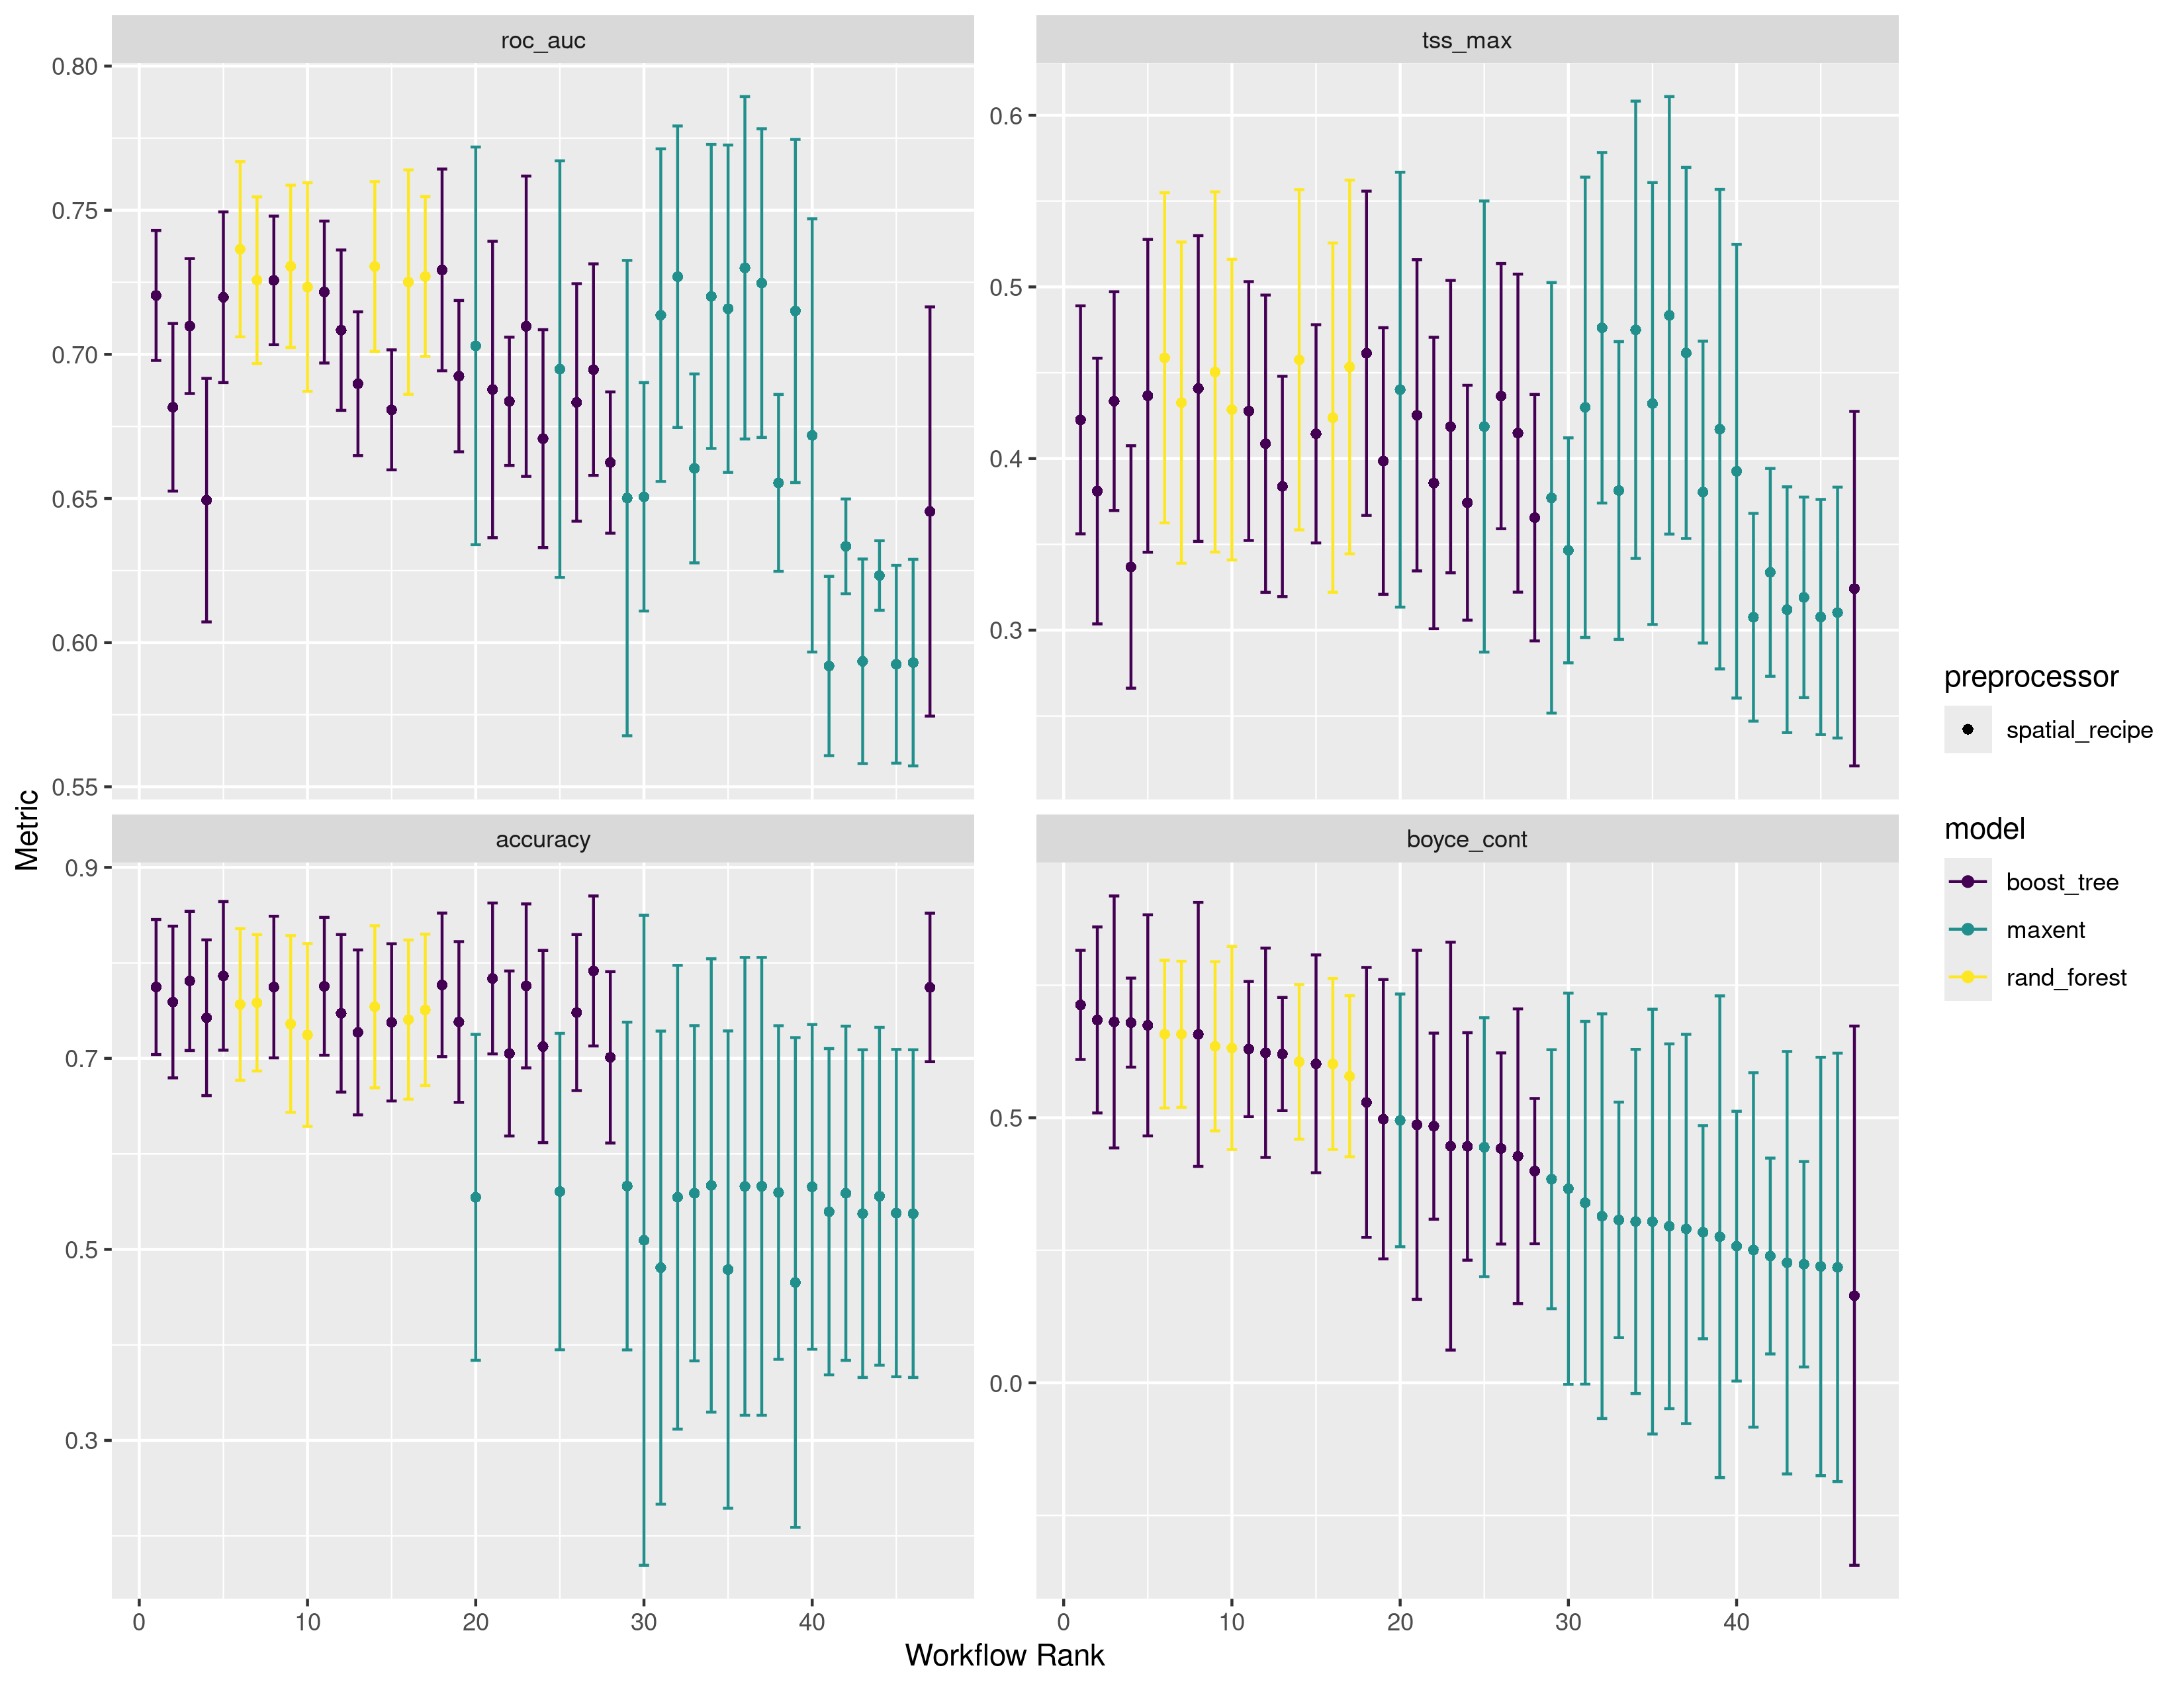 roc_auc
tss_max
0.80
0.75
0.70
0.65
0.60
0.55
0.6
0.5
0.4
0.3
accuracy
boyce_cont
0.9
0.7
0.5
0.3
0.5
0.0
0 10 20 30 40
0 10 20 30 40
Workflow Rank
Metric
preprocessor
spatial_recipe
model
boost_tree
maxent
rand_forest